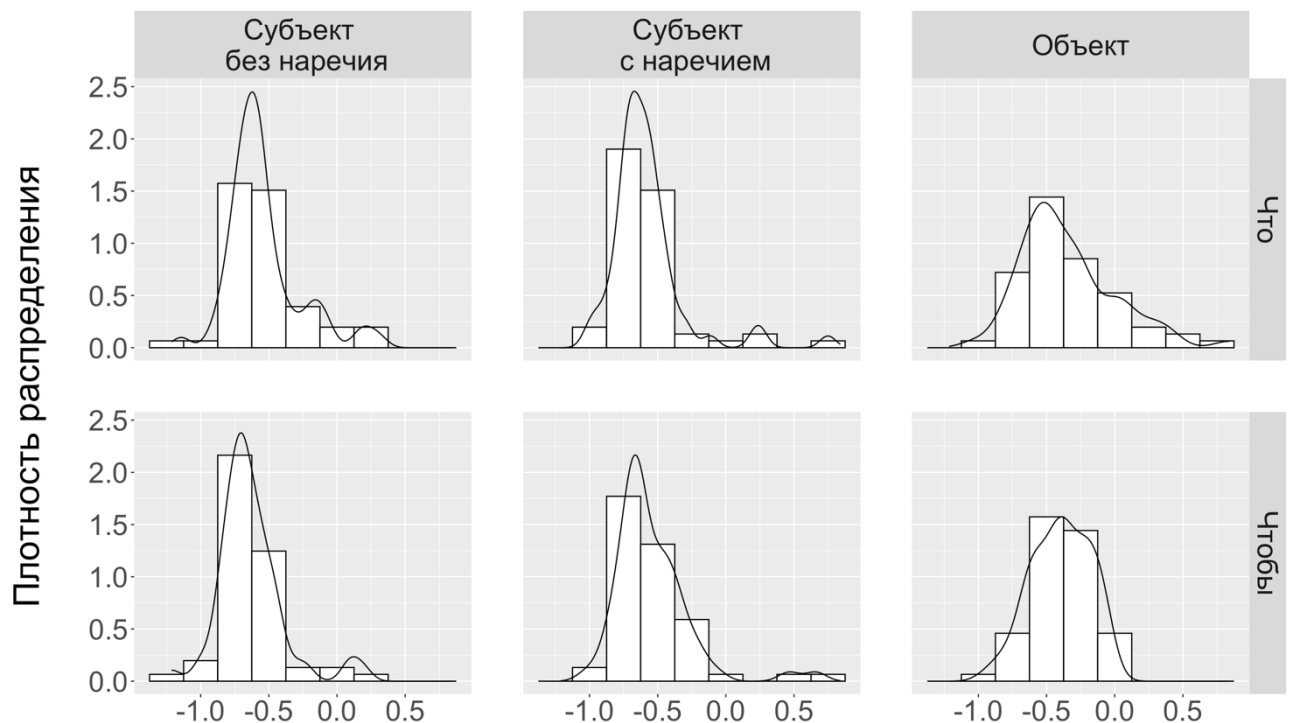 Субъект
без наречия
Субъект
с наречием
Объект
Плотность распределения
2.5
2.0
1.5
1.0
0.5
0.0
Что
2.5
2.0
1.5
1.0
0.5
0.0
Чтобы
-1.0 -0.5 0.0 0.5
-1.0 -0.5 0.0 0.5
-1.0 -0.5 0.0 0.5